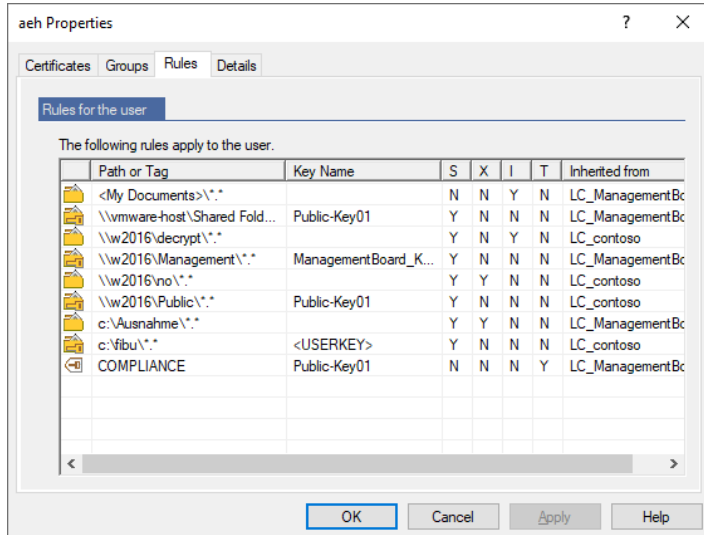 aeh Properties ? ×
Certificates Groups Rules Details
Rules for the user
The following rules apply to the user.
Path or Tag Key Name S X I T Inherited from
<My Documents>\*.* N N Y N LC_ManagementBo
\\vmware-host\Shared Fold... Public-Key01 Y N N N LC_ManagementBo
\\w2016\decrypt\*.* Y N Y N LC_contoso
\\w2016\Management\*.* ManagementBoard_K... Y N N N LC_ManagementBo
\\w2016\no\*.* Y Y N N LC_contoso
\\w2016\Public\*.* Public-Key01 Y N N N LC_contoso
c:\Ausnahme\*.* Y Y N N LC_ManagementBo
c:\fibu\*.* <USERKEY> Y N N N LC_contoso
COMPLIANCE Public-Key01 N N N Y LC_ManagementBo
OK Cancel Apply Help